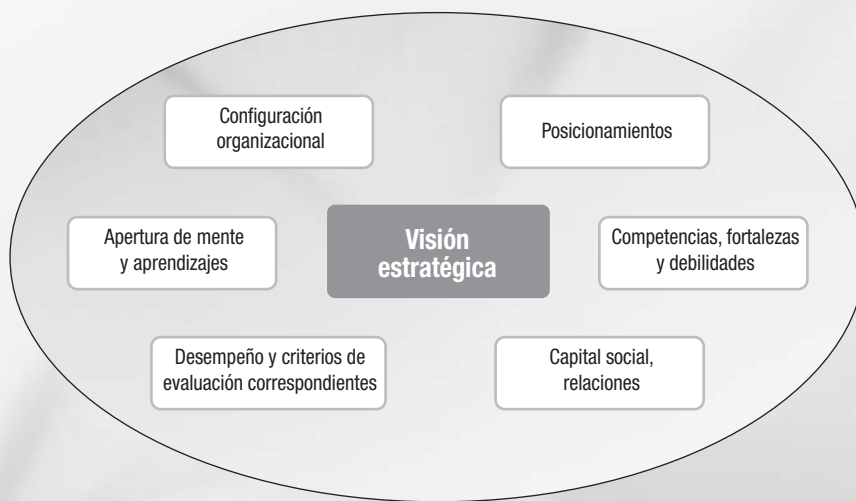 Configuración
organizacional
Posicionamientos
Apertura de mente
y aprendizajes
Visión
estratégica
Competencias, fortalezas
y debilidades
Desempeño y criterios de
evaluación correspondientes
Capital social,
relaciones